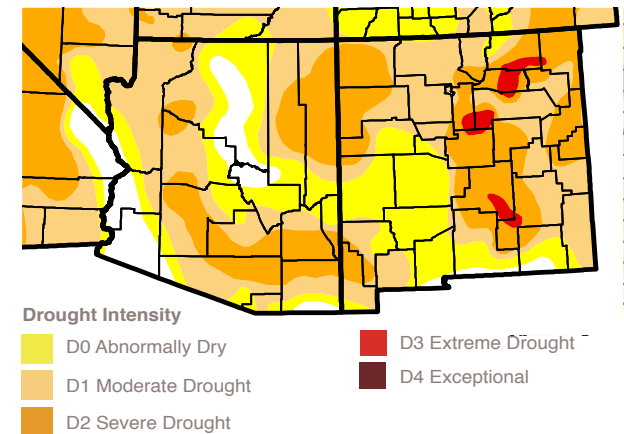 Drought Intensity
D0 Abnormally Dry
D1 Moderate Drought
D2 Severe Drought
D3 Extreme Drought
D4 Exceptional